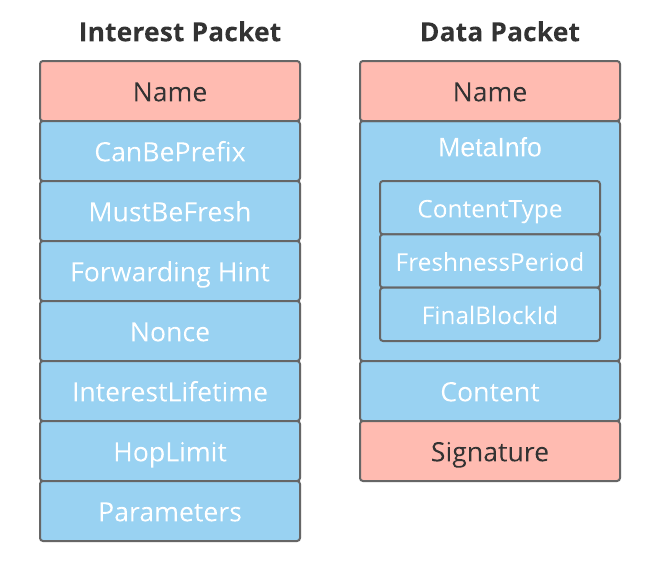 Interest Packet
Name
CanBePrefix
MustBeFresh
Forwarding Hint
Nonce
InterestLifetime
HopLimit
Parameters
Data Packet
Name
MetaInfo
ContentType
FreshnessPeriod
FinalBlockId
Content
Signature